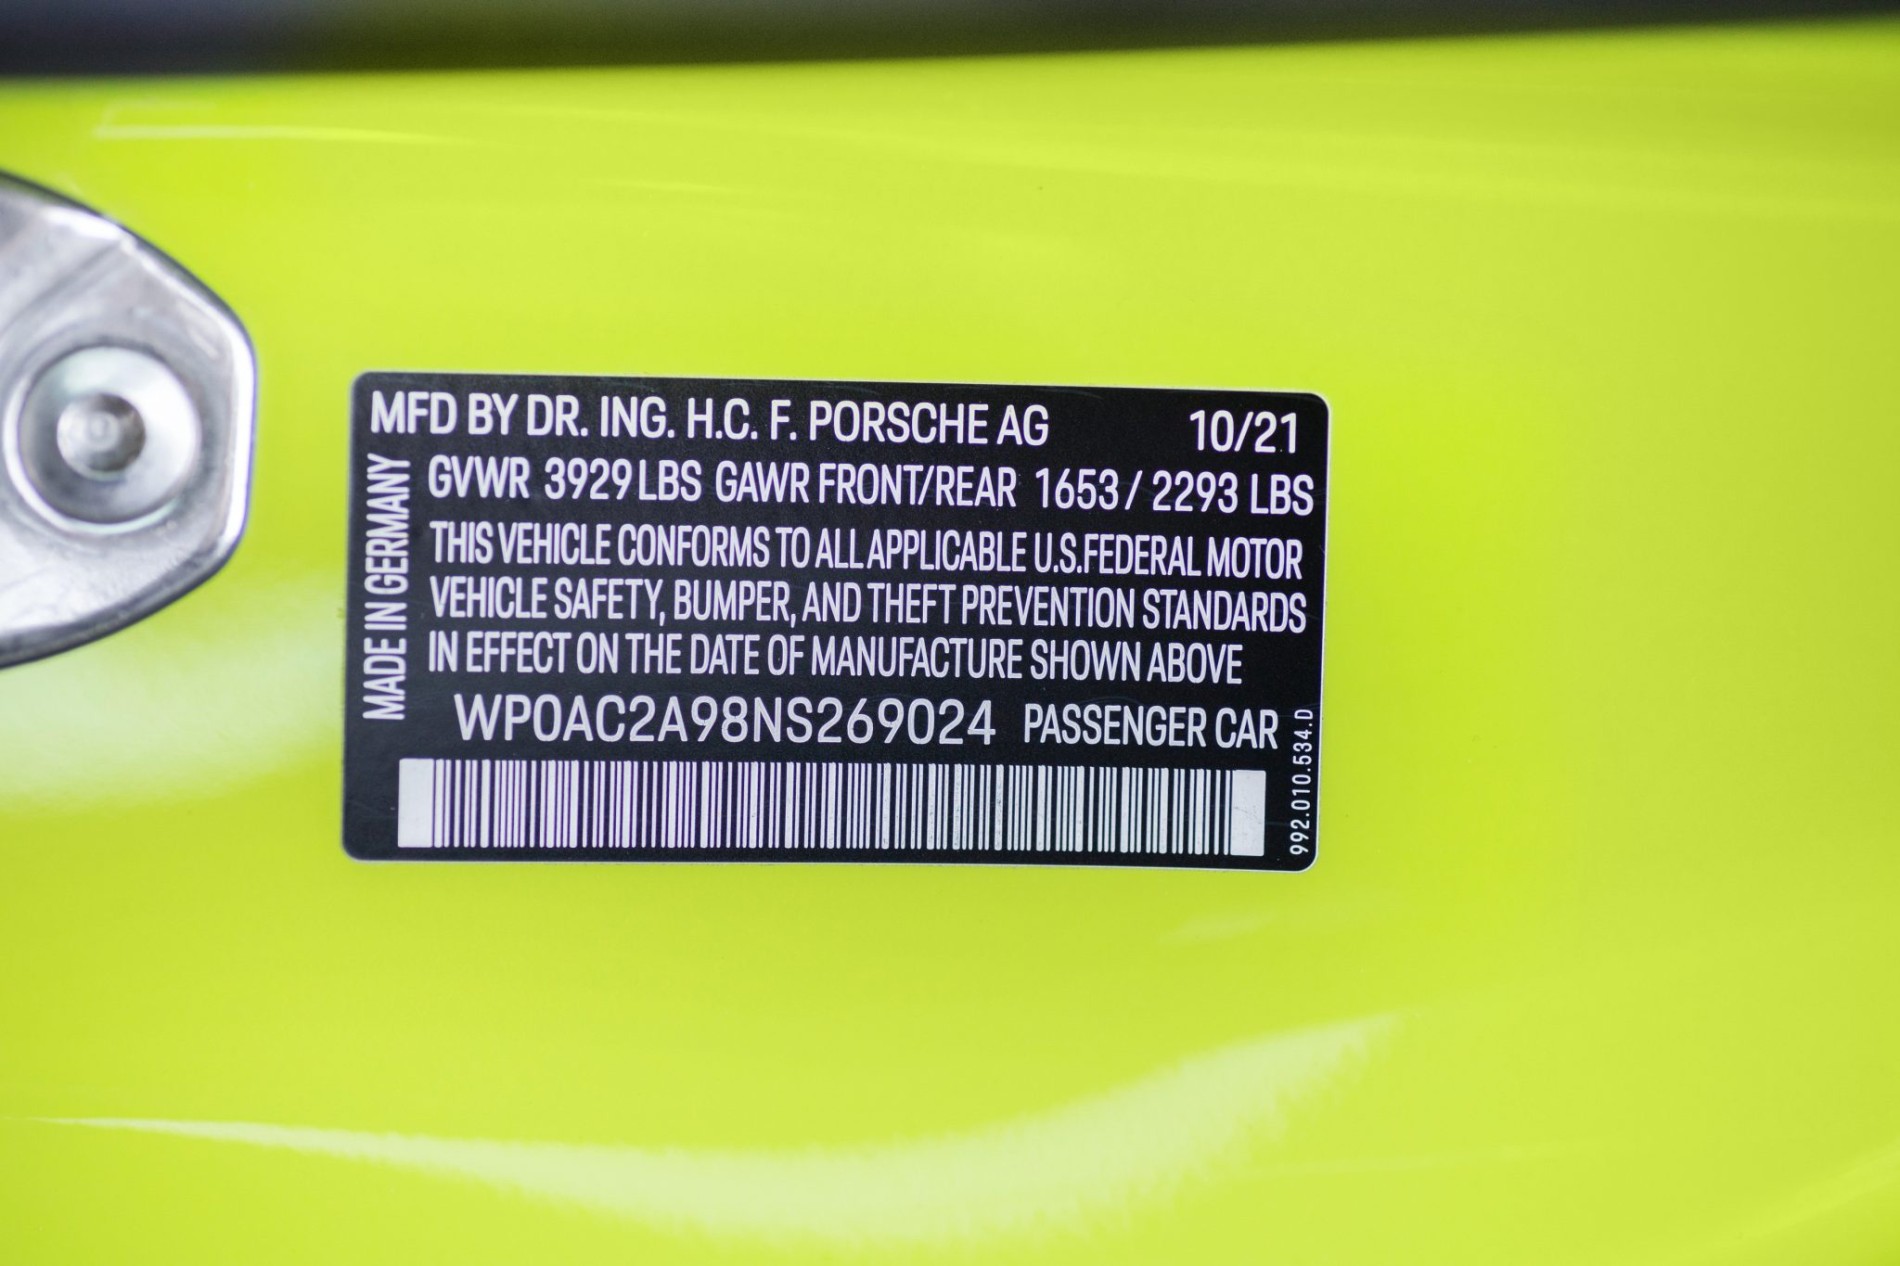 MFD BY DR. ING. H.C. F. PORSCHE AG 10/21
GVWR 3929 LBS GAWR FRONT/REAR 1653 / 2293 LBS
THIS VEHICLE CONFORMS TO ALL APPLICABLE U.S.FEDERAL MOTOR
VEHICLE SAFETY, BUMPER, AND THEFT PREVENTION STANDARDS
IN EFFECT ON THE DATE OF MANUFACTURE SHOWN ABOVE
WP0AC2A98NS269024 PASSENGER CAR
MADE IN GERMANY
992.010.534.D